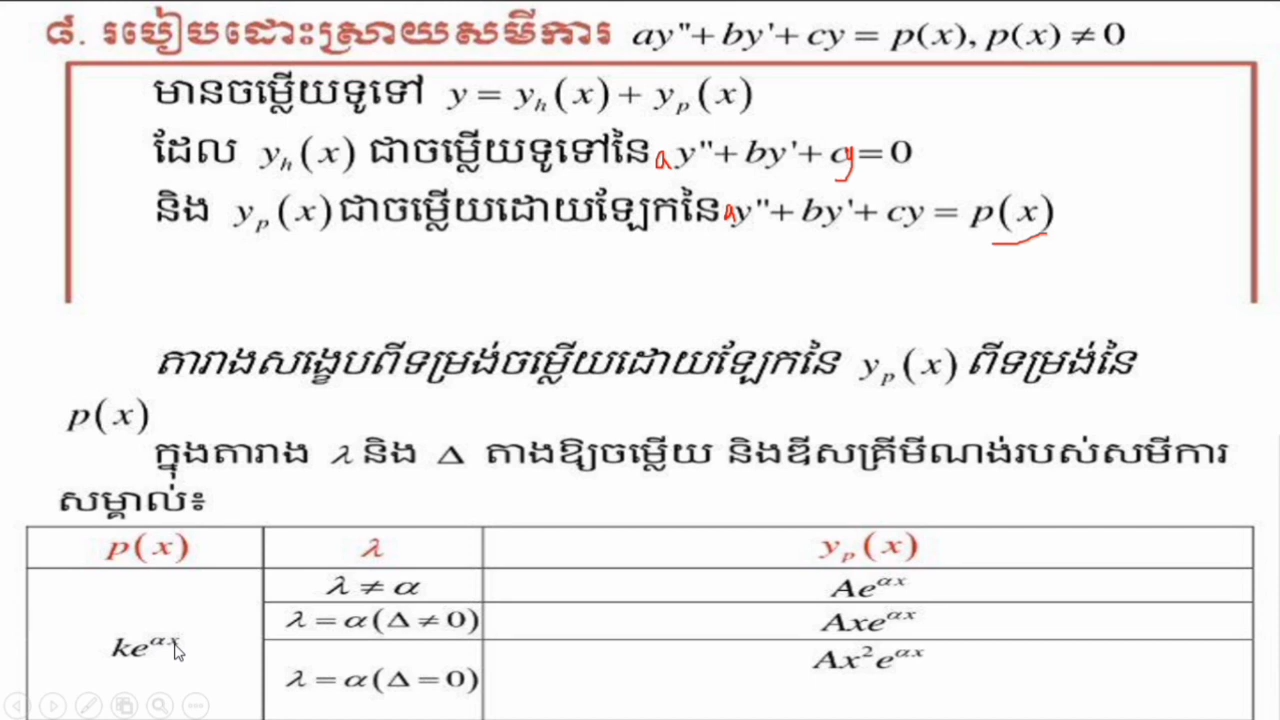 ៨. របៀបដោះស្រាយសមីការ ay''+ by'+ cy = p(x), p(x) ≠ 0
មានចម្លើយទូទៅ y = yₕ(x) + yₚ(x)
ដែល yₕ(x) ជាចម្លើយទូទៅនៃ ay''+ by'+ cy = 0
និង yₚ(x) ជាចម្លើយដោយឡែកនៃ ay''+ by'+ cy = p(x)
តារាងសង្ខេបពីទម្រង់ចម្លើយដោយឡែកនៃ yₚ(x) ពីទម្រង់នៃ
p(x)
ក្នុងតារាង λ និង Δ តាងឱ្យចម្លើយ និងឌីសគ្រីមីណង់របស់សមីការ
សម្គាល់៖
p(x) λ yₚ(x)
λ ≠ α Ae^{αx}
λ = α(Δ ≠ 0) Axe^{αx}
ke^{αx}
λ = α(Δ = 0) Ax²e^{αx}